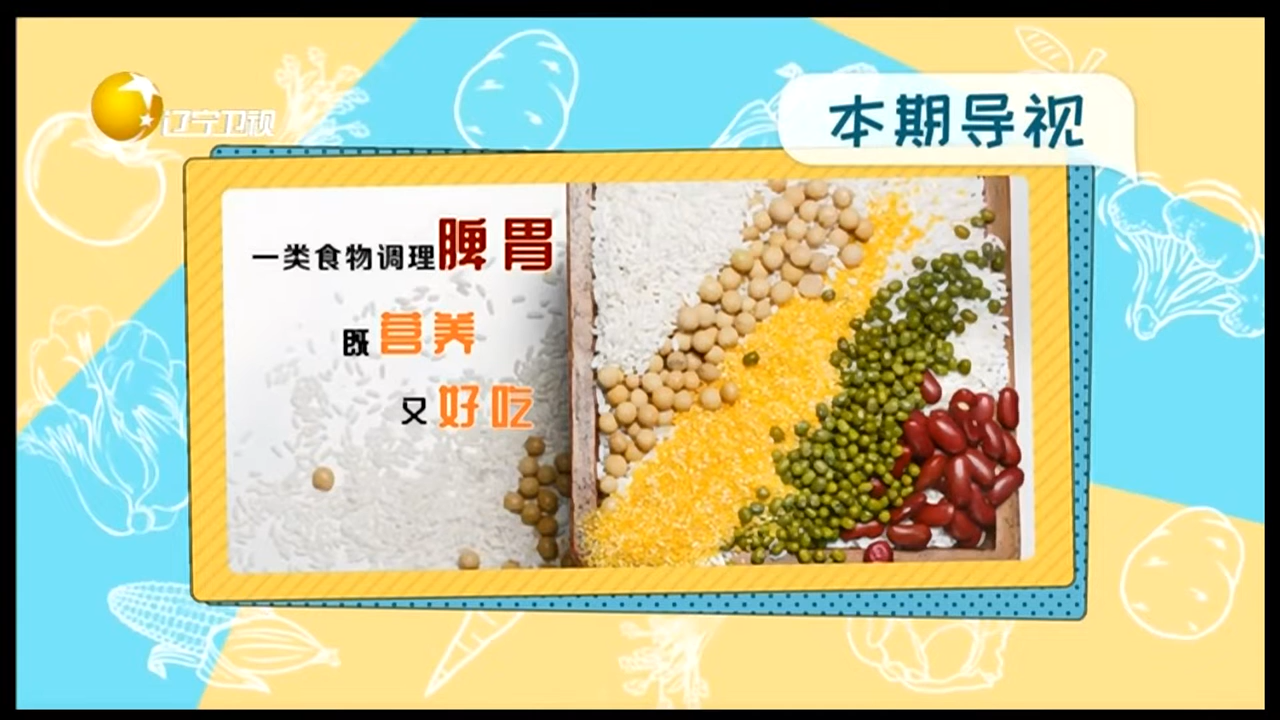 辽宁卫视
本期导视
一类食物调理脾胃
既营养
又好吃